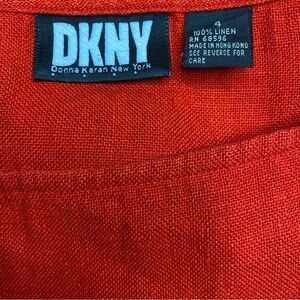 DKNY
Donna Karan New York
4
100% LINEN
RN 68596
MADE IN HONG KONG
SEE REVERSE FOR
CARE